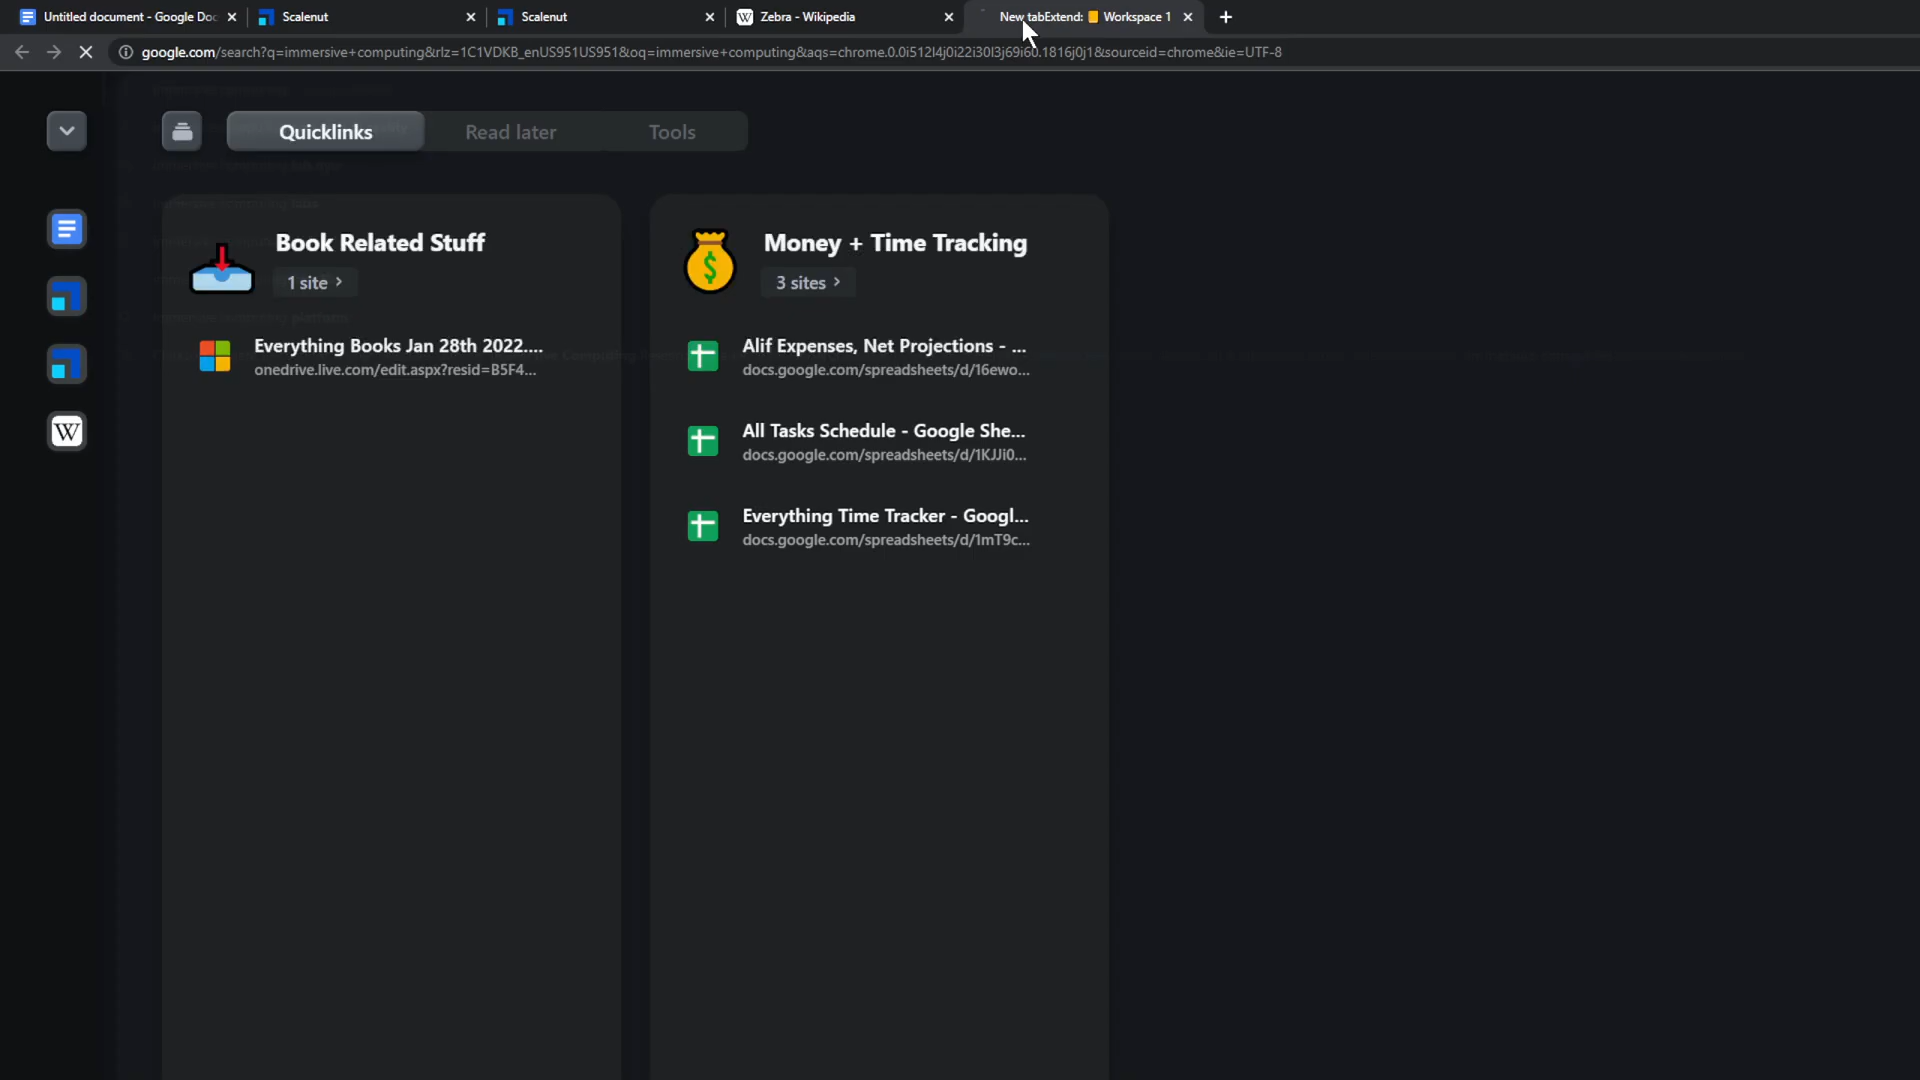 Untitled document - Google Doc
Scalenut
Scalenut
W Zebra - Wikipedia
New tabExtend: Workspace 1
google.com/search?q=immersive+computing&rlz=1C1VDKB_enUS951US951&oq=immersive+computing&aqs=chrome.0.0i512l4j0i22i30l3j69i60.1816j0j1&sourceid=chrome&ie=UTF-8
Quicklinks
Read later
Tools
Book Related Stuff
1 site >
Money + Time Tracking
3 sites >
Everything Books Jan 28th 2022....
onedrive.live.com/edit.aspx?resid=B5F4...
Alif Expenses, Net Projections - ...
docs.google.com/spreadsheets/d/16ewo...
All Tasks Schedule - Google She...
docs.google.com/spreadsheets/d/1KJJi0...
Everything Time Tracker - Googl...
docs.google.com/spreadsheets/d/1mT9c...
W